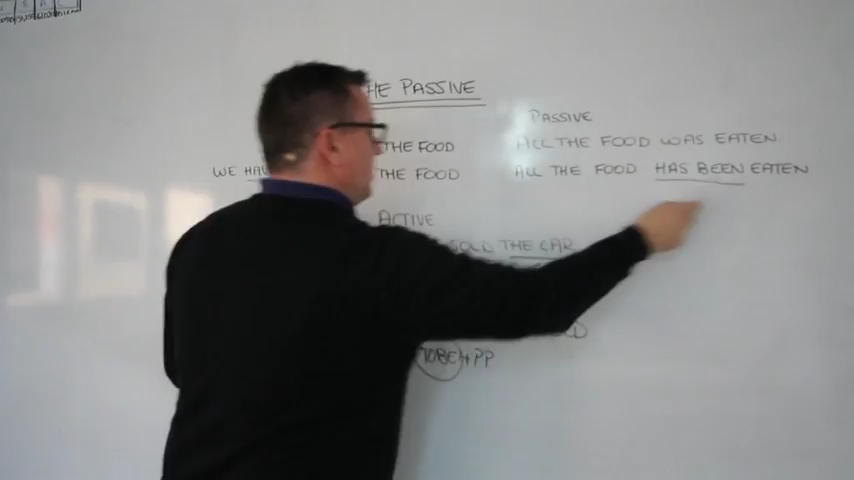 HE PASSIVE
PASSIVE
THE FOOD ALL THE FOOD WAS EATEN
WE HAV THE FOOD ALL THE FOOD HAS BEEN EATEN
ACTIVE
SOLD THE CAR
TOBE + PP